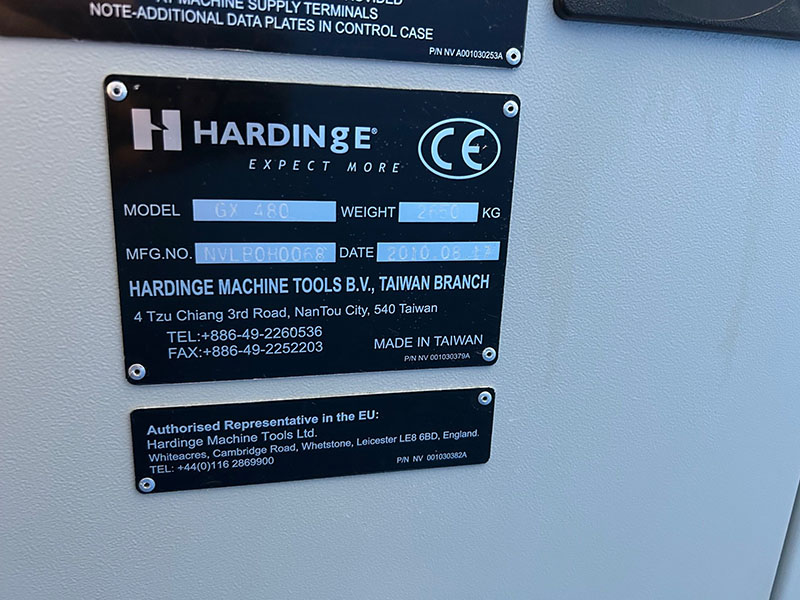 AT MACHINE SUPPLY TERMINALS
NOTE-ADDITIONAL DATA PLATES IN CONTROL CASE
P/N NV A001030253A
H HARDINgE®
EXPECT MORE
CE
MODEL GX 480 WEIGHT 2650 KG
MFG.NO. NVLB0H0068 DATE 2010.08.17
HARDINGE MACHINE TOOLS B.V., TAIWAN BRANCH
4 Tzu Chiang 3rd Road, NanTou City, 540 Taiwan
TEL:+886-49-2260536
FAX:+886-49-2252203
MADE IN TAIWAN
P/N NV 001030379A
Authorised Representative in the EU:
Hardinge Machine Tools Ltd.
Whiteacres, Cambridge Road, Whetstone, Leicester LE8 6BD, England.
TEL: +44(0)116 2869900
P/N NV 001030382A